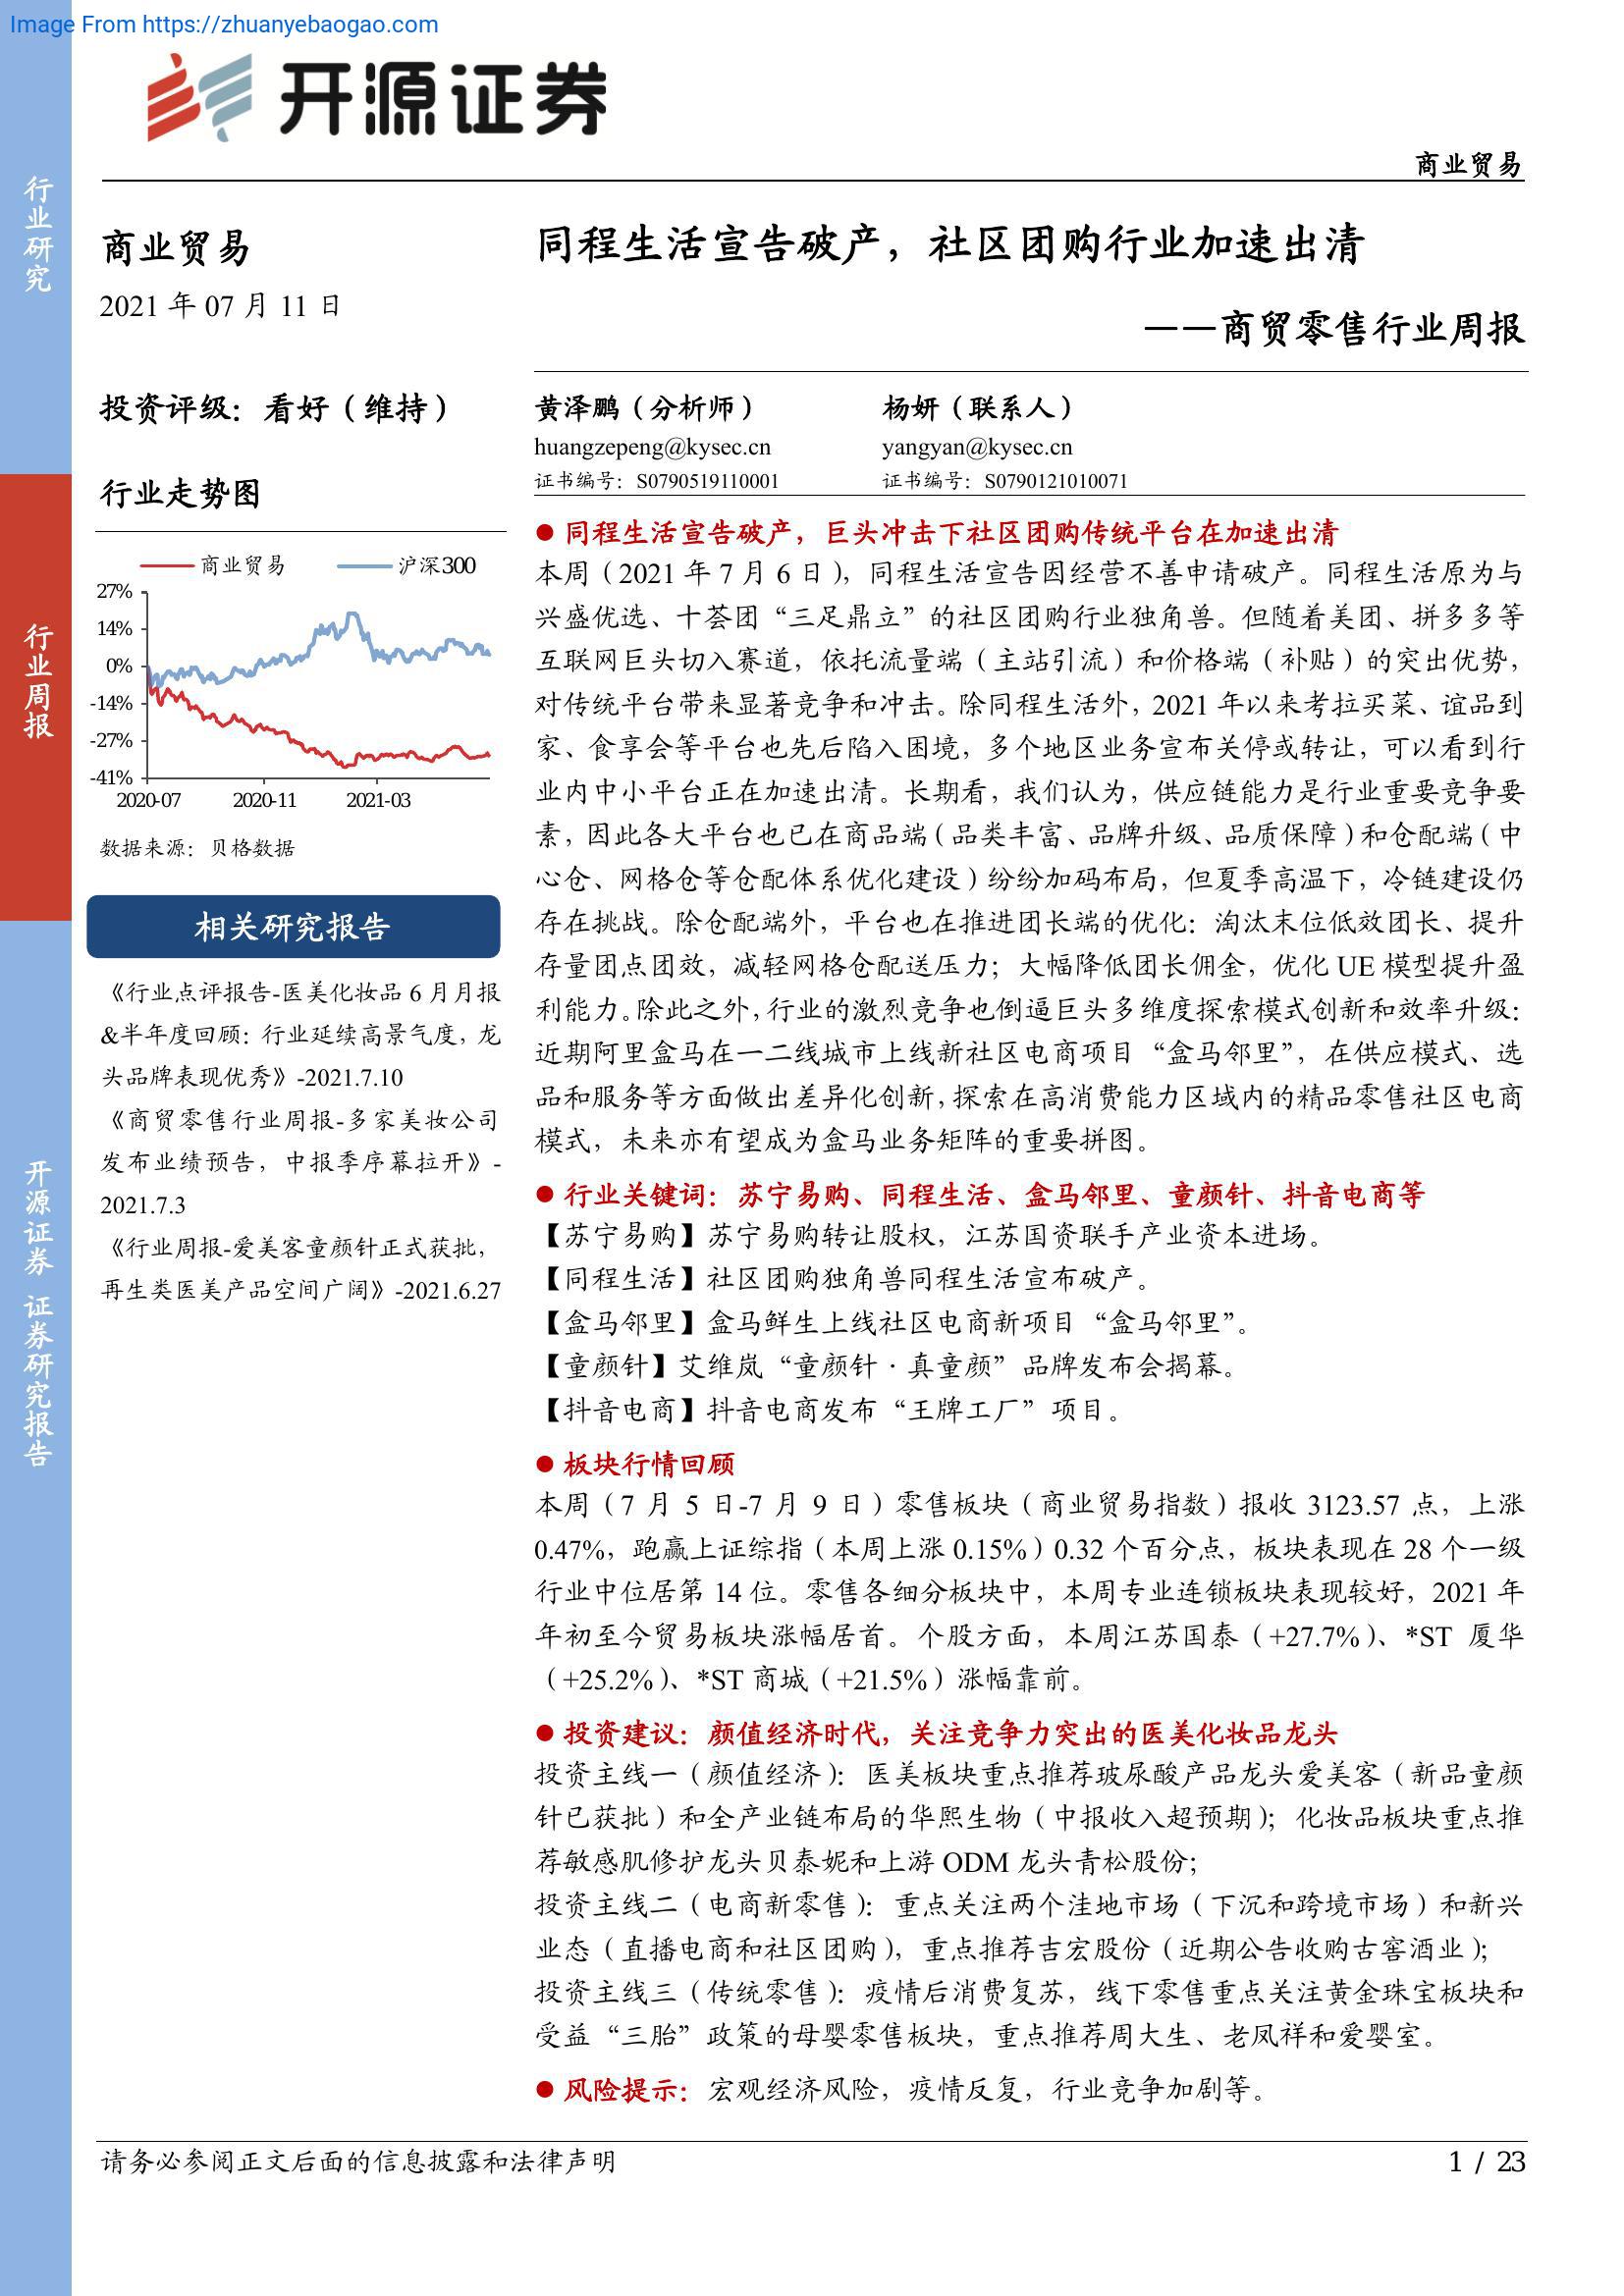 Image From https://zhuanyebaogao.com
开源证券
商业贸易
行业研究
行业周报
开源证券 证券研究报告
商业贸易
2021 年 07 月 11 日
投资评级：看好（维持）
行业走势图
商业贸易 沪深300
27%
14%
0%
-14%
-27%
-41%
2020-07 2020-11 2021-03
数据来源：贝格数据
相关研究报告
《行业点评报告-医美化妆品 6 月月报
&半年度回顾：行业延续高景气度，龙
头品牌表现优秀》-2021.7.10
《商贸零售行业周报-多家美妆公司
发布业绩预告，中报季序幕拉开》-
2021.7.3
《行业周报-爱美客童颜针正式获批，
再生类医美产品空间广阔》-2021.6.27
同程生活宣告破产，社区团购行业加速出清
——商贸零售行业周报
黄泽鹏（分析师） 杨妍（联系人）
huangzepeng@kysec.cn yangyan@kysec.cn
证书编号：S0790519110001 证书编号：S0790121010071
● 同程生活宣告破产，巨头冲击下社区团购传统平台在加速出清
本周（2021 年 7 月 6 日），同程生活宣告因经营不善申请破产。同程生活原为与
兴盛优选、十荟团“三足鼎立”的社区团购行业独角兽。但随着美团、拼多多等
互联网巨头切入赛道，依托流量端（主站引流）和价格端（补贴）的突出优势，
对传统平台带来显著竞争和冲击。除同程生活外，2021 年以来考拉买菜、谊品到
家、食享会等平台也先后陷入困境，多个地区业务宣布关停或转让，可以看到行
业内中小平台正在加速出清。长期看，我们认为，供应链能力是行业重要竞争要
素，因此各大平台也已在商品端（品类丰富、品牌升级、品质保障）和仓配端（中
心仓、网格仓等仓配体系优化建设）纷纷加码布局，但夏季高温下，冷链建设仍
存在挑战。除仓配端外，平台也在推进团长端的优化：淘汰末位低效团长、提升
存量团点团效，减轻网格仓配送压力；大幅降低团长佣金，优化 UE 模型提升盈
利能力。除此之外，行业的激烈竞争也倒逼巨头多维度探索模式创新和效率升级：
近期阿里盒马在一二线城市上线新社区电商项目“盒马邻里”，在供应模式、选
品和服务等方面做出差异化创新，探索在高消费能力区域内的精品零售社区电商
模式，未来亦有望成为盒马业务矩阵的重要拼图。
● 行业关键词：苏宁易购、同程生活、盒马邻里、童颜针、抖音电商等
【苏宁易购】苏宁易购转让股权，江苏国资联手产业资本进场。
【同程生活】社区团购独角兽同程生活宣布破产。
【盒马邻里】盒马鲜生上线社区电商新项目“盒马邻里”。
【童颜针】艾维岚“童颜针·真童颜”品牌发布会揭幕。
【抖音电商】抖音电商发布“王牌工厂”项目。
● 板块行情回顾
本周（7 月 5 日-7 月 9 日）零售板块（商业贸易指数）报收 3123.57 点，上涨
0.47%，跑赢上证综指（本周上涨 0.15%）0.32 个百分点，板块表现在 28 个一级
行业中位居第 14 位。零售各细分板块中，本周专业连锁板块表现较好，2021 年
年初至今贸易板块涨幅居首。个股方面，本周江苏国泰（+27.7%）、*ST 厦华
（+25.2%）、*ST 商城（+21.5%）涨幅靠前。
● 投资建议：颜值经济时代，关注竞争力突出的医美化妆品龙头
投资主线一（颜值经济）：医美板块重点推荐玻尿酸产品龙头爱美客（新品童颜
针已获批）和全产业链布局的华熙生物（中报收入超预期）；化妆品板块重点推
荐敏感肌修护龙头贝泰妮和上游 ODM 龙头青松股份；
投资主线二（电商新零售）：重点关注两个洼地市场（下沉和跨境市场）和新兴
业态（直播电商和社区团购），重点推荐吉宏股份（近期公告收购古窖酒业）；
投资主线三（传统零售）：疫情后消费复苏，线下零售重点关注黄金珠宝板块和
受益“三胎”政策的母婴零售板块，重点推荐周大生、老凤祥和爱婴室。
● 风险提示：宏观经济风险，疫情反复，行业竞争加剧等。
请务必参阅正文后面的信息披露和法律声明
1 / 23